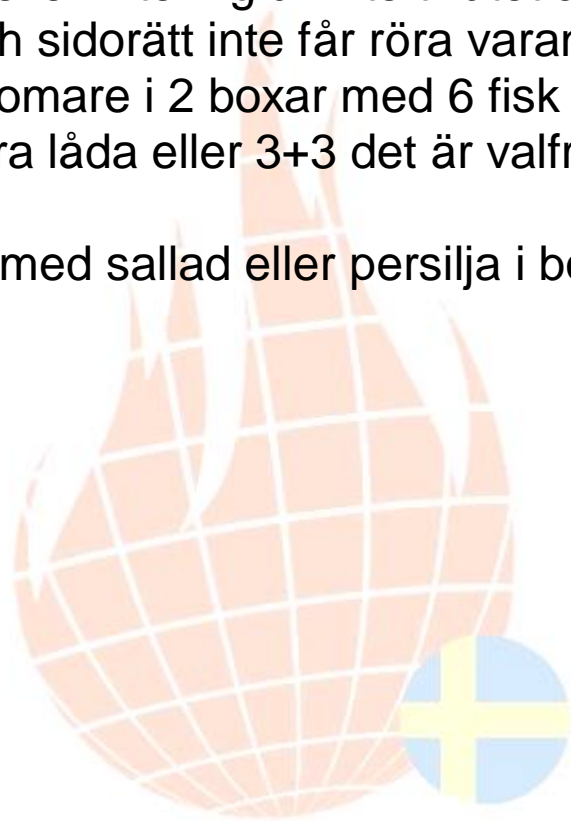 h sidorätt inte får röra varan
omare i 2 boxar med 6 fisk
ra låda eller 3+3 det är valfr
med sallad eller persilja i b